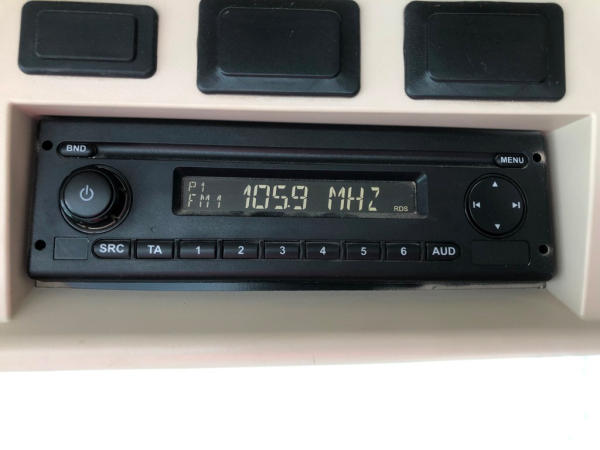 BND
MENU
P1
FM1 105.9 MHZ
RDS
SRC TA 1 2 3 4 5 6 AUD